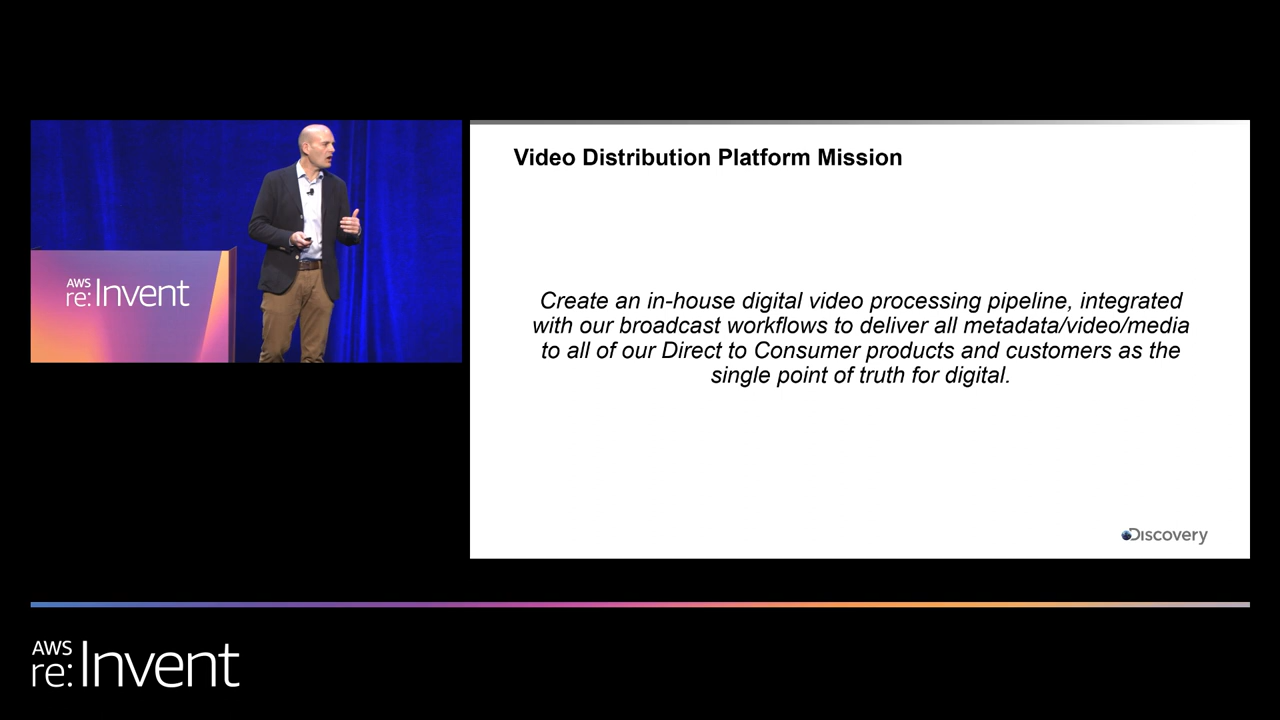 Video Distribution Platform Mission
AWS
re:Invent
Create an in-house digital video processing pipeline, integrated
with our broadcast workflows to deliver all metadata/video/media
to all of our Direct to Consumer products and customers as the
single point of truth for digital.
Discovery
AWS
re:Invent